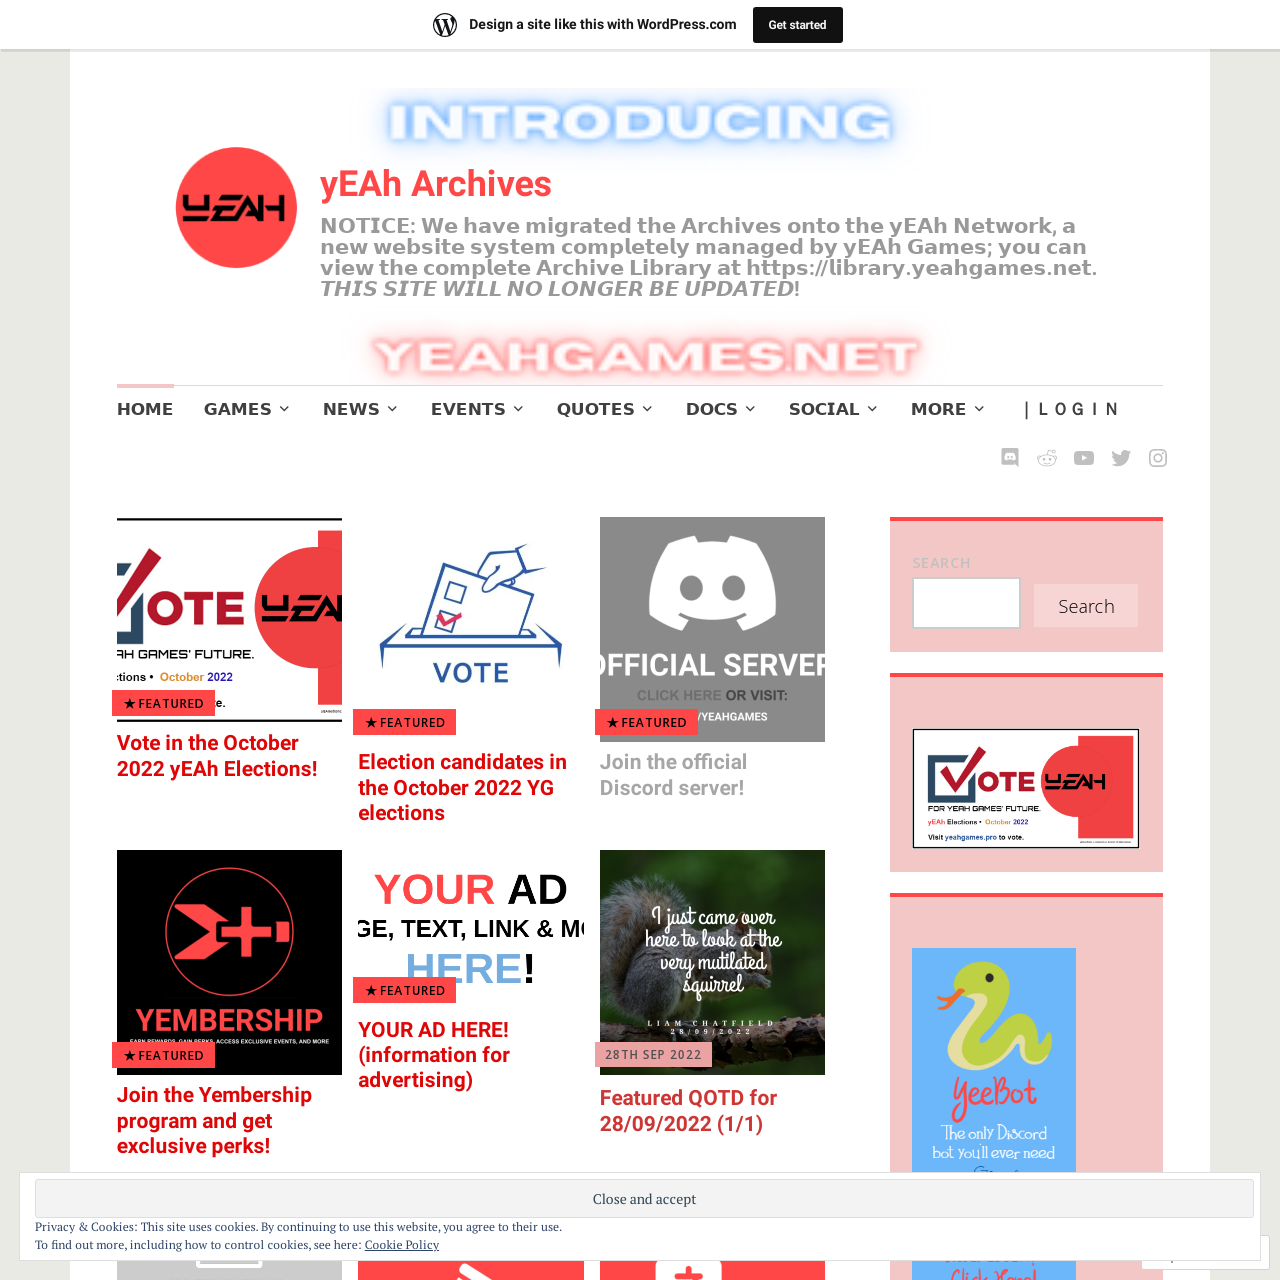 Design a site like this with WordPress.com
Get started
INTRODUCING
YEAH
yEAh Archives
NOTICE: We have migrated the Archives onto the yEAh Network, a
new website system completely managed by yEAh Games; you can
view the complete Archive Library at https://library.yeahgames.net.
THIS SITE WILL NO LONGER BE UPDATED!
YEAHGAMES.NET
HOME
GAMES
NEWS
EVENTS
QUOTES
DOCS
SOCIAL
MORE
| L O G I N
VOTE YEAH
AH GAMES' FUTURE.
ctions • October 2022
★ FEATURED
Vote in the October
2022 yEAh Elections!
VOTE
★ FEATURED
Election candidates in
the October 2022 YG
elections
OFFICIAL SERVER
CLICK HERE OR VISIT:
/YEAHGAMES
★ FEATURED
Join the official
Discord server!
SEARCH
Search
VOTE YEAH
FOR YEAH GAMES' FUTURE.
yEAh Elections • October 2022
Visit yeahgames.pro to vote.
YEMBERSHIP
EARN REWARDS, GAIN PERKS, ACCESS EXCLUSIVE EVENTS, AND MORE
★ FEATURED
Join the Yembership
program and get
exclusive perks!
YOUR AD
GE, TEXT, LINK & MO
HERE!
★ FEATURED
YOUR AD HERE!
(information for
advertising)
I just came over
here to look at the
very mutilated
squirrel
LIAM CHATFIELD
28/09/2022
28TH SEP 2022
Featured QOTD for
28/09/2022 (1/1)
YeeBot
The only Discord
bot you'll ever need
Click Here!
Close and accept
Privacy & Cookies: This site uses cookies. By continuing to use this website, you agree to their use.
To find out more, including how to control cookies, see here: Cookie Policy